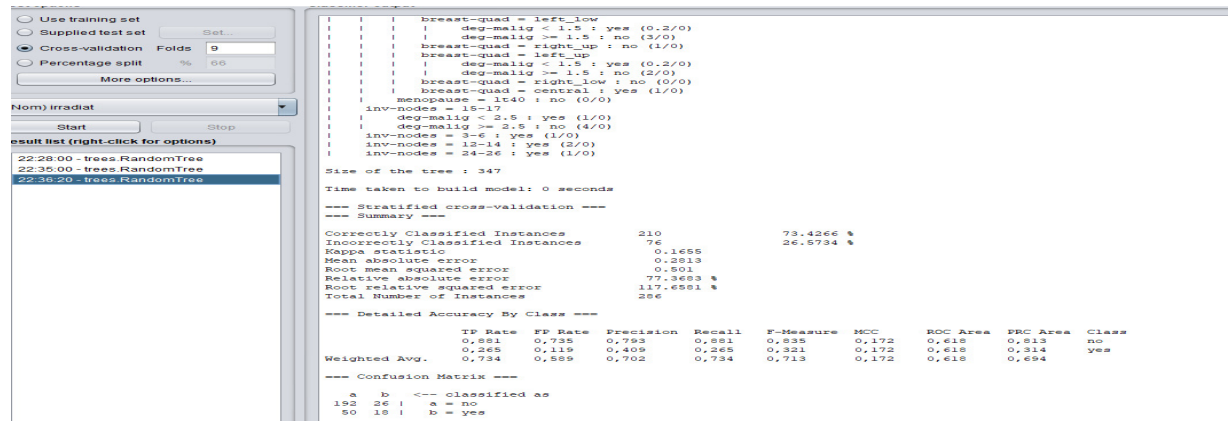 Use training set
Supplied test set Set...
Cross-validation Folds 9
Percentage split % 66
More options...
Nom) irradiat
Start Stop
esult list (right-click for options)
22:28:00 - trees.RandomTree
22:35:00 - trees.RandomTree
22:36:20 - trees.RandomTree
| | | breast-quad = left_low
| | | | deg-malig < 1.5 : yes (0.2/0)
| | | | deg-malig >= 1.5 : no (3/0)
| | | breast-quad = right_up : no (1/0)
| | | breast-quad = left_up
| | | | deg-malig < 1.5 : yes (0.2/0)
| | | | deg-malig >= 1.5 : no (2/0)
| | | breast-quad = right_low : no (0/0)
| | | breast-quad = central : yes (1/0)
| | menopause = lt40 : no (0/0)
| inv-nodes = 15-17
| | deg-malig < 2.5 : yes (1/0)
| | deg-malig >= 2.5 : no (4/0)
| inv-nodes = 3-6 : yes (1/0)
| inv-nodes = 12-14 : yes (2/0)
| inv-nodes = 24-26 : yes (1/0)
Size of the tree : 347
Time taken to build model: 0 seconds
=== Stratified cross-validation ===
=== Summary ===
Correctly Classified Instances 210 73.4266 %
Incorrectly Classified Instances 76 26.5734 %
Kappa statistic 0.1655
Mean absolute error 0.2813
Root mean squared error 0.501
Relative absolute error 77.3683 %
Root relative squared error 117.6581 %
Total Number of Instances 286
=== Detailed Accuracy By Class ===
TP Rate FP Rate Precision Recall F-Measure MCC ROC Area PRC Area Class
0,881 0,735 0,793 0,881 0,835 0,172 0,618 0,813 no
0,265 0,119 0,409 0,265 0,321 0,172 0,618 0,314 yes
Weighted Avg. 0,734 0,589 0,702 0,734 0,713 0,172 0,618 0,694
=== Confusion Matrix ===
a b <-- classified as
192 26 | a = no
50 18 | b = yes